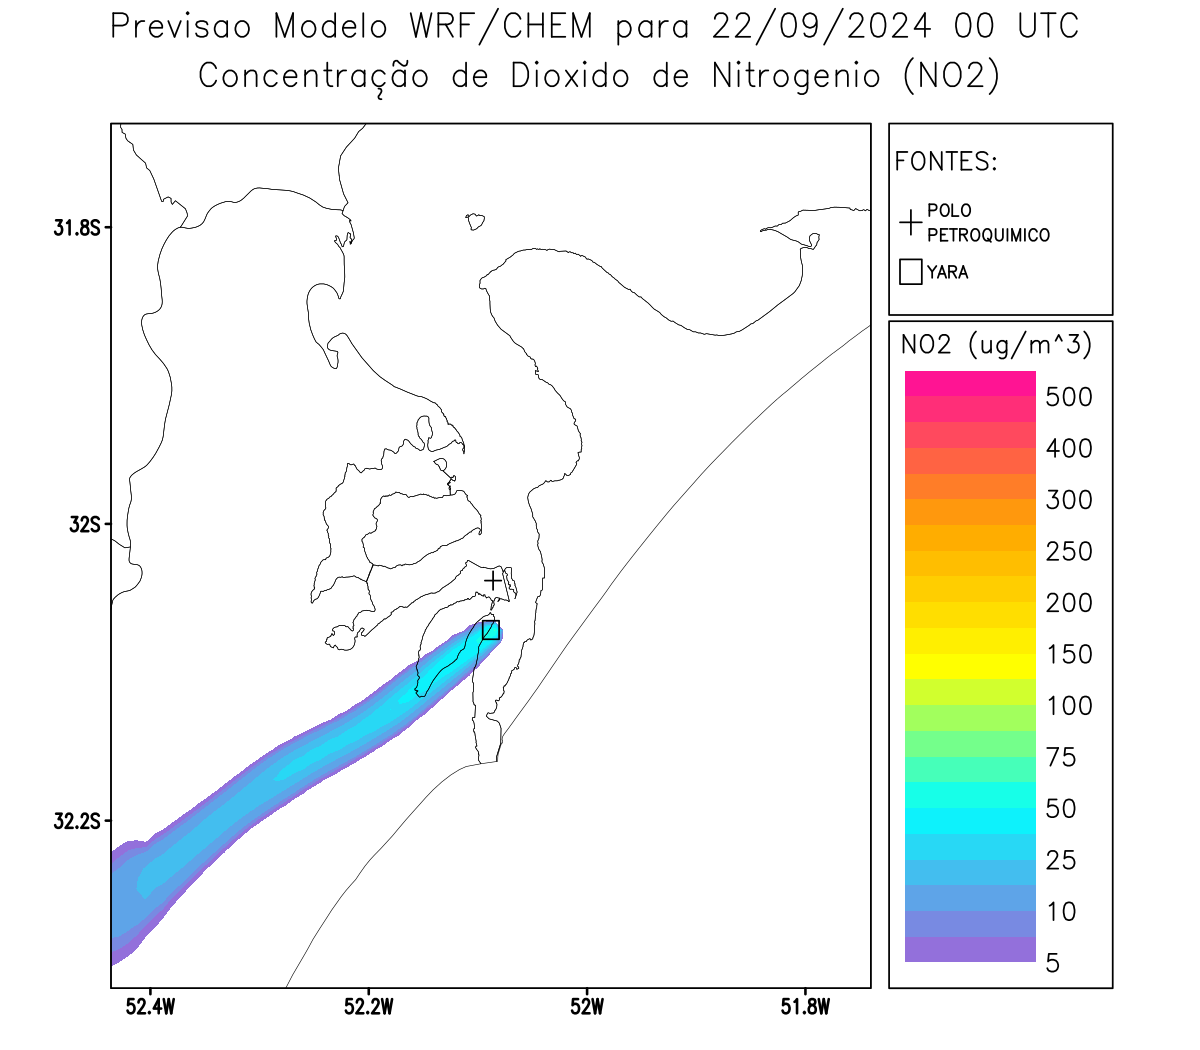 Previsao Modelo WRF/CHEM para 22/09/2024 00 UTC
Concentração de Dioxido de Nitrogenio (NO2)
FONTES:
POLO
PETROQUIMICO
YARA
NO2 (ug/m^3)
500
400
300
250
200
150
100
75
50
25
10
5
31.8S
32S
32.2S
52.4W
52.2W
52W
51.8W